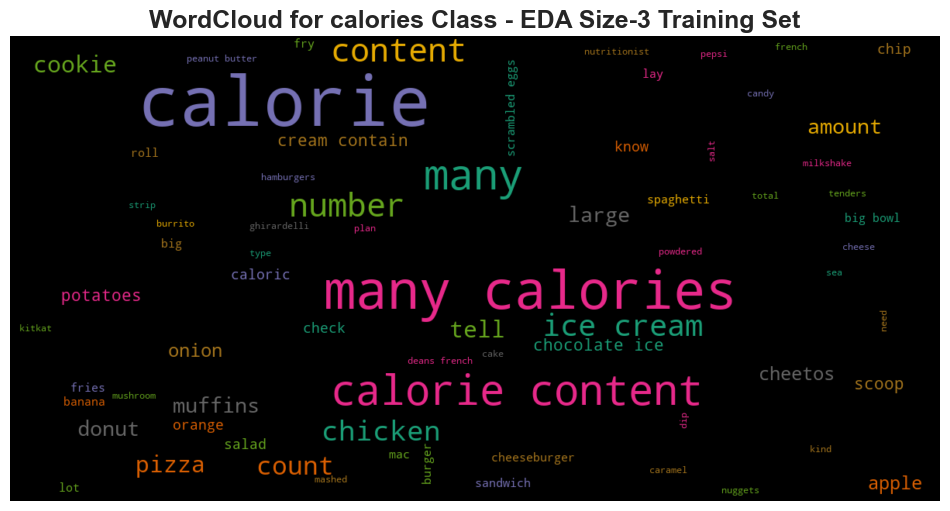 WordCloud for calories Class - EDA Size-3 Training Set
fry
content
nutritionist
pepsi
french
chip
cookie
peanut butter
scrambled eggs
lay
candy
calorie
cream contain
amount
know
salt
roll
milkshake
many
hamburgers
number
spaghetti
total
tenders
strip
large
big bowl
burrito
ghirardelli
plan
big
type
powdered
cheese
caloric
sea
potatoes
many calories
kitkat
check
tell
ice cream
need
onion
chocolate ice
cake
deans french
cheetos
scoop
fries
banana
mushroom
muffins
calorie content
donut
orange
chicken
dip
salad
mac
burger
kind
pizza
count
cheeseburger
caramel
lot
mashed
sandwich
nuggets
apple